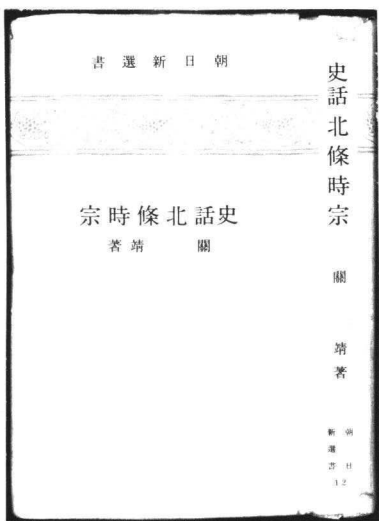 朝日新選書
史話北條時宗
關 靖著
史話北條時宗
關 靖著
朝日
新選書
12